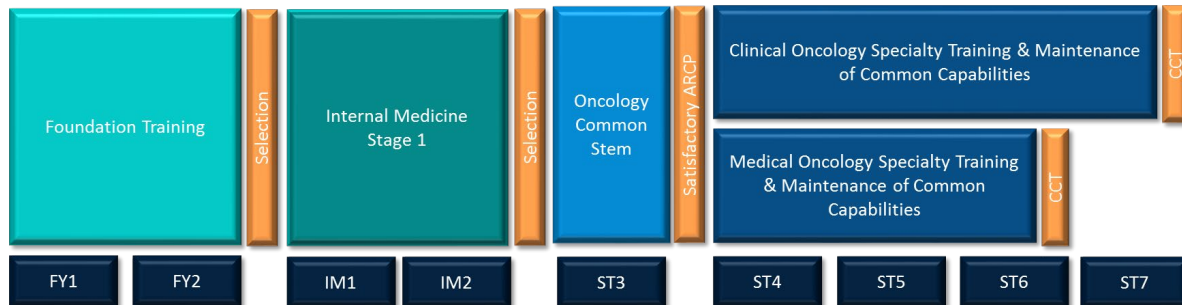 Foundation Training
Selection
Internal Medicine
Stage 1
Selection
Oncology
Common
Stem
Satisfactory ARCP
Clinical Oncology Specialty Training & Maintenance
of Common Capabilities
CCT
Medical Oncology Specialty Training
& Maintenance of Common
Capabilities
CCT
FY1
FY2
IM1
IM2
ST3
ST4
ST5
ST6
ST7